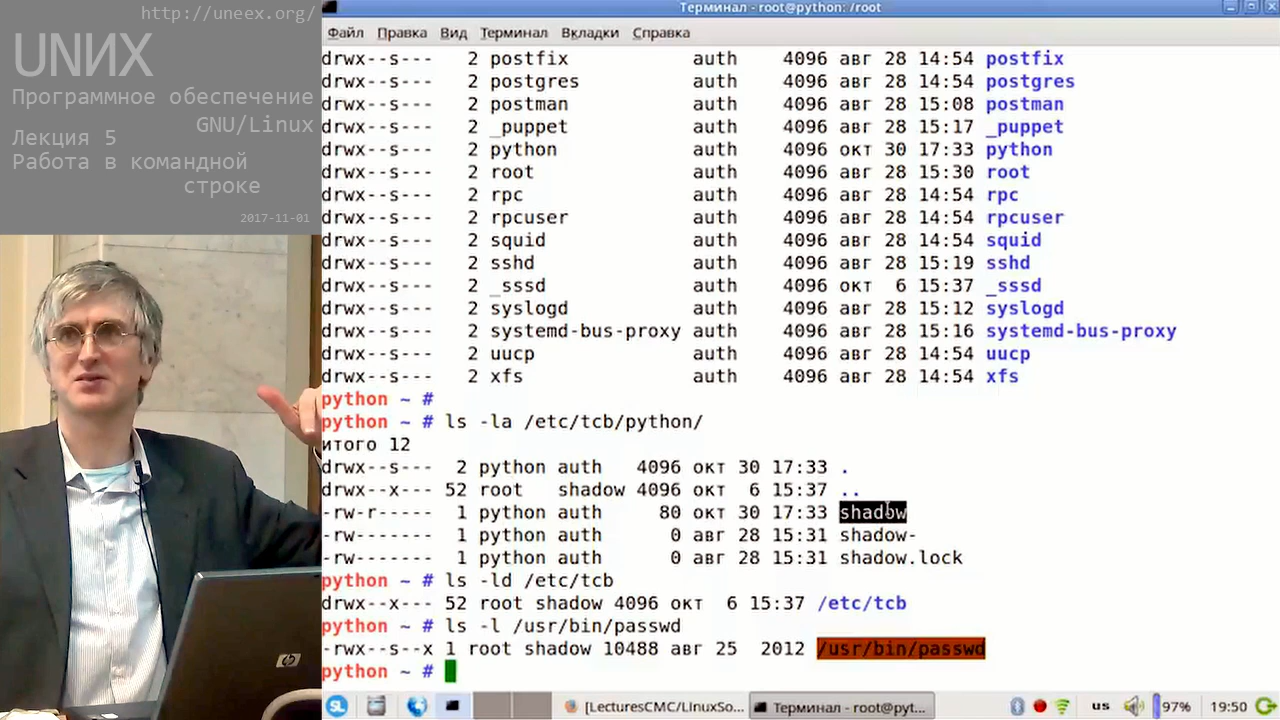 http://uneex.org/
UNИX
Программное обеспечение
GNU/Linux
Лекция 5
Работа в командной
строке
2017-11-01
Терминал - root@python: /root
Файл Правка Вид Терминал Вкладки Справка
drwx--s--- 2 postfix auth 4096 авг 28 14:54 postfix
drwx--s--- 2 postgres auth 4096 авг 28 14:54 postgres
drwx--s--- 2 postman auth 4096 авг 28 15:08 postman
drwx--s--- 2 _puppet auth 4096 авг 28 15:17 _puppet
drwx--s--- 2 python auth 4096 окт 30 17:33 python
drwx--s--- 2 root auth 4096 авг 28 15:30 root
drwx--s--- 2 rpc auth 4096 авг 28 14:54 rpc
drwx--s--- 2 rpcuser auth 4096 авг 28 14:54 rpcuser
drwx--s--- 2 squid auth 4096 авг 28 14:54 squid
drwx--s--- 2 sshd auth 4096 авг 28 15:19 sshd
drwx--s--- 2 _sssd auth 4096 окт 6 15:37 _sssd
drwx--s--- 2 syslogd auth 4096 авг 28 15:12 syslogd
drwx--s--- 2 systemd-bus-proxy auth 4096 авг 28 15:16 systemd-bus-proxy
drwx--s--- 2 uucp auth 4096 авг 28 14:54 uucp
drwx--s--- 2 xfs auth 4096 авг 28 14:54 xfs
python ~ #
python ~ # ls -la /etc/tcb/python/
итого 12
drwx--s--- 2 python auth 4096 окт 30 17:33 .
drwx--x--- 52 root shadow 4096 окт 6 15:37 ..
-rw-r----- 1 python auth 80 окт 30 17:33 shadow
-rw------- 1 python auth 0 авг 28 15:31 shadow-
-rw------- 1 python auth 0 авг 28 15:31 shadow.lock
python ~ # ls -ld /etc/tcb
drwx--x--- 52 root shadow 4096 окт 6 15:37 /etc/tcb
python ~ # ls -l /usr/bin/passwd
-rwx--s--x 1 root shadow 10488 авг 25 2012 /usr/bin/passwd
python ~ #
hp
SL [LecturesCMC/LinuxSo... Терминал - root@pyt... us 97% 19:50